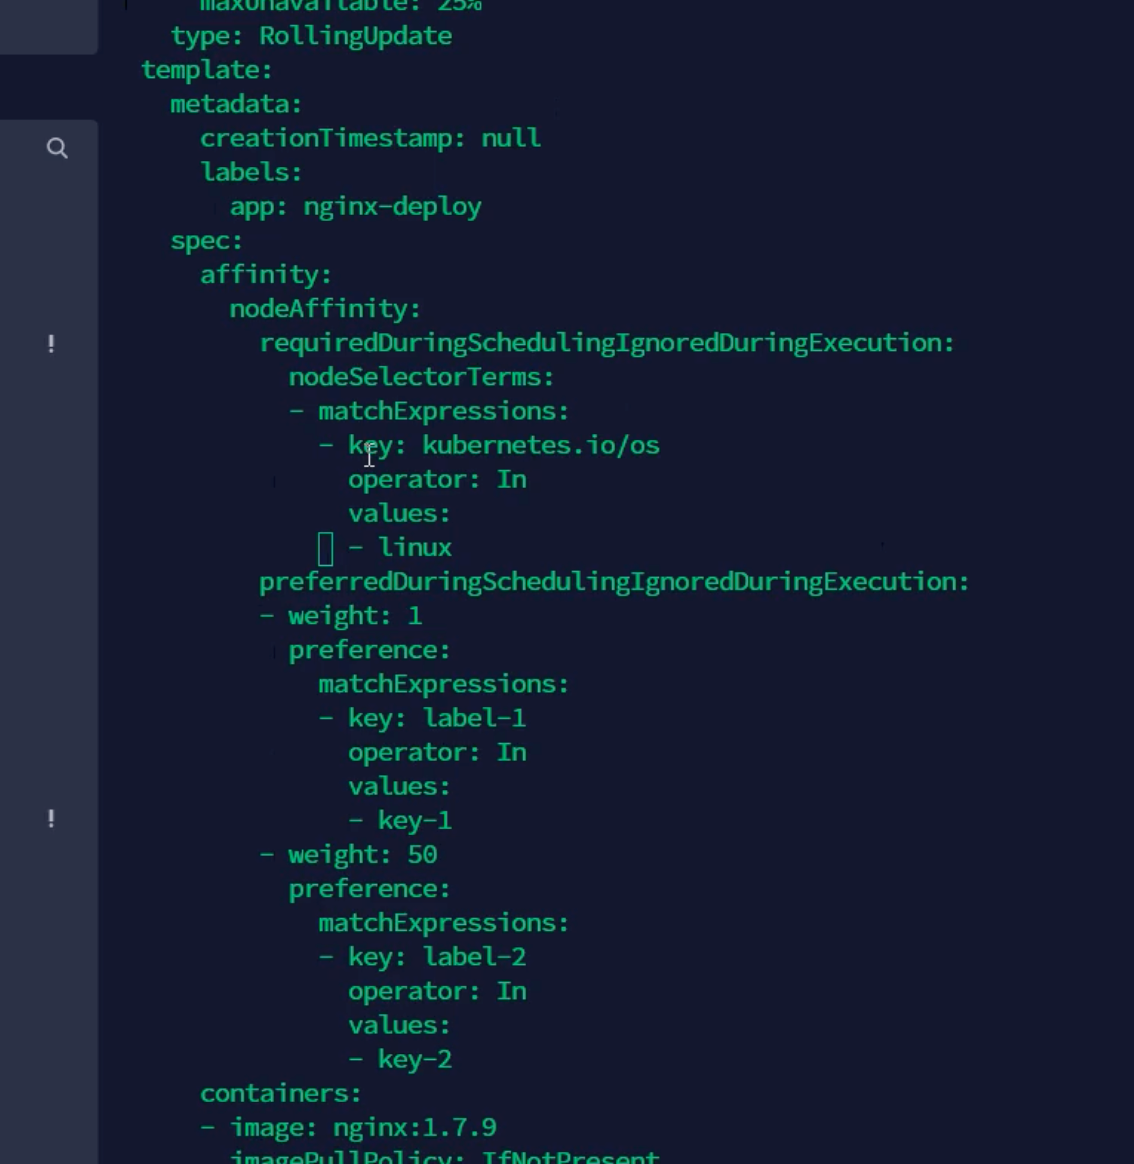 maxUnavailable: 25%
type: RollingUpdate
template:
metadata:
creationTimestamp: null
labels:
app: nginx-deploy
spec:
affinity:
nodeAffinity:
requiredDuringSchedulingIgnoredDuringExecution:
nodeSelectorTerms:
- matchExpressions:
- key: kubernetes.io/os
operator: In
values:
- linux
preferredDuringSchedulingIgnoredDuringExecution:
- weight: 1
preference:
matchExpressions:
- key: label-1
operator: In
values:
- key-1
- weight: 50
preference:
matchExpressions:
- key: label-2
operator: In
values:
- key-2
containers:
- image: nginx:1.7.9
imagePullPolicy: IfNotPresent